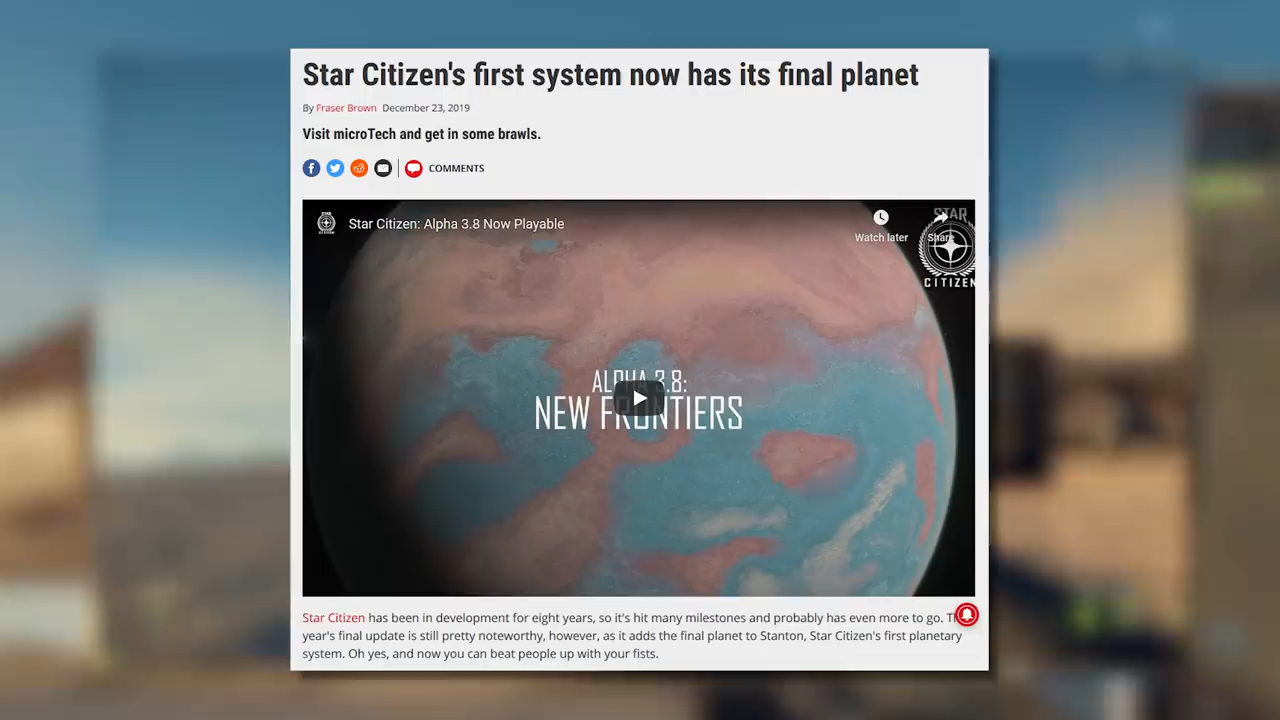 Star Citizen's first system now has its final planet
By Fraser Brown December 23, 2019
Visit microTech and get in some brawls.
COMMENTS
Star Citizen: Alpha 3.8 Now Playable
Watch later
Share
STAR
CITIZEN
ALPHA 3.8:
NEW FRONTIERS
Star Citizen has been in development for eight years, so it's hit many milestones and probably has even more to go.
year's final update is still pretty noteworthy, however, as it adds the final planet to Stanton, Star Citizen's first planetary
system. Oh yes, and now you can beat people up with your fists.